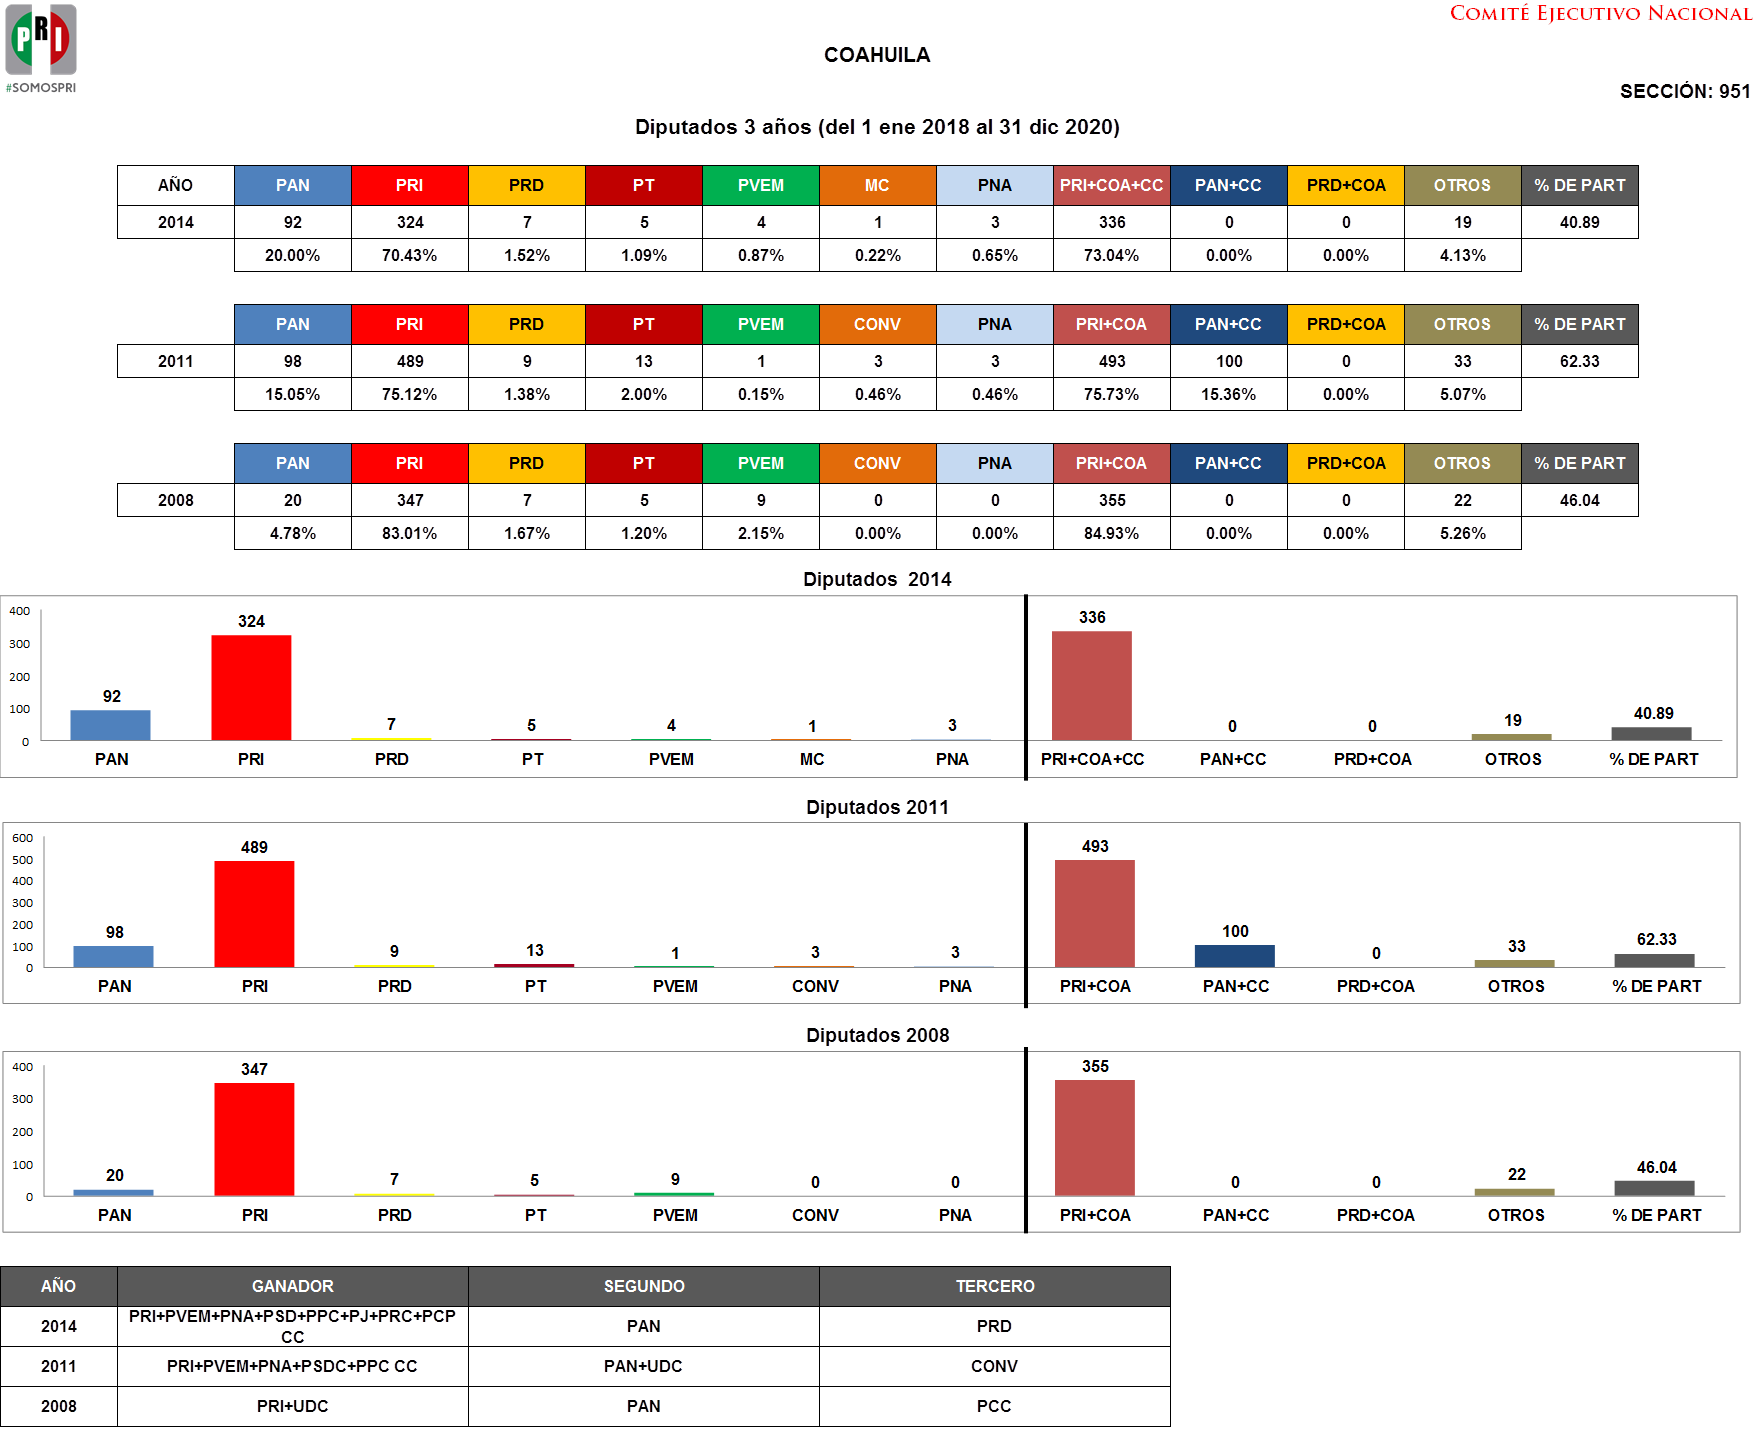 COMITÉ EJECUTIVO NACIONAL
PRI
#SOMOSPRI
COAHUILA
SECCIÓN: 951
Diputados 3 años (del 1 ene 2018 al 31 dic 2020)
AÑO PAN PRI PRD PT PVEM MC PNA PRI+COA+CC PAN+CC PRD+COA OTROS % DE PART
2014 92 324 7 5 4 1 3 336 0 0 19 40.89
20.00% 70.43% 1.52% 1.09% 0.87% 0.22% 0.65% 73.04% 0.00% 0.00% 4.13%
PAN PRI PRD PT PVEM CONV PNA PRI+COA PAN+CC PRD+COA OTROS % DE PART
2011 98 489 9 13 1 3 3 493 100 0 33 62.33
15.05% 75.12% 1.38% 2.00% 0.15% 0.46% 0.46% 75.73% 15.36% 0.00% 5.07%
PAN PRI PRD PT PVEM CONV PNA PRI+COA PAN+CC PRD+COA OTROS % DE PART
2008 20 347 7 5 9 0 0 355 0 0 22 46.04
4.78% 83.01% 1.67% 1.20% 2.15% 0.00% 0.00% 84.93% 0.00% 0.00% 5.26%
Diputados 2014
400
300
200
100
0
92 324 7 5 4 1 3 336 0 0 19 40.89
PAN PRI PRD PT PVEM MC PNA PRI+COA+CC PAN+CC PRD+COA OTROS % DE PART
Diputados 2011
600
500
400
300
200
100
0
98 489 9 13 1 3 3 493 100 0 33 62.33
PAN PRI PRD PT PVEM CONV PNA PRI+COA PAN+CC PRD+COA OTROS % DE PART
Diputados 2008
400
300
200
100
0
20 347 7 5 9 0 0 355 0 0 22 46.04
PAN PRI PRD PT PVEM CONV PNA PRI+COA PAN+CC PRD+COA OTROS % DE PART
AÑO GANADOR SEGUNDO TERCERO
2014 PRI+PVEM+PNA+PSD+PPC+PJ+PRC+PCP CC PAN PRD
2011 PRI+PVEM+PNA+PSDC+PPC CC PAN+UDC CONV
2008 PRI+UDC PAN PCC